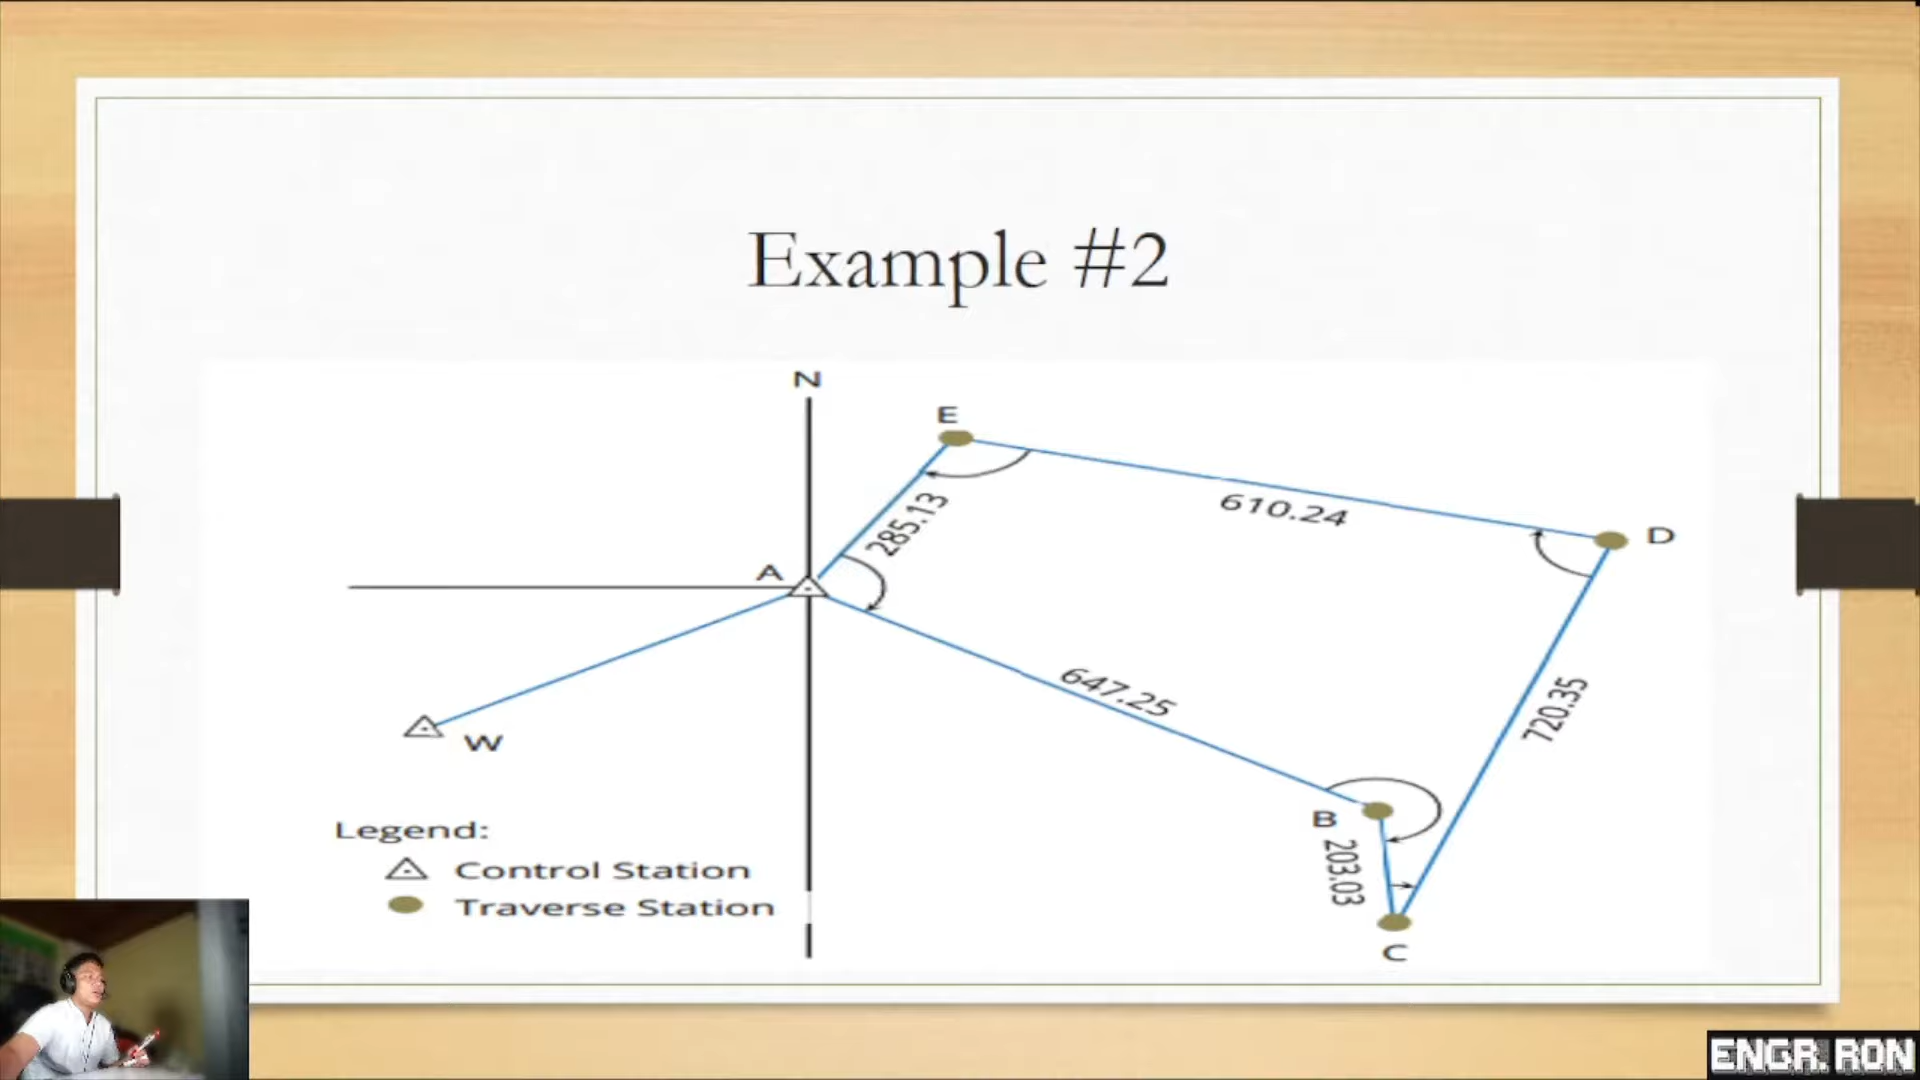 Example #2
N
E
285.13
610.24
D
A
647.25
720.35
W
B
203.03
C
Legend:
Control Station
Traverse Station
ENGR. RON